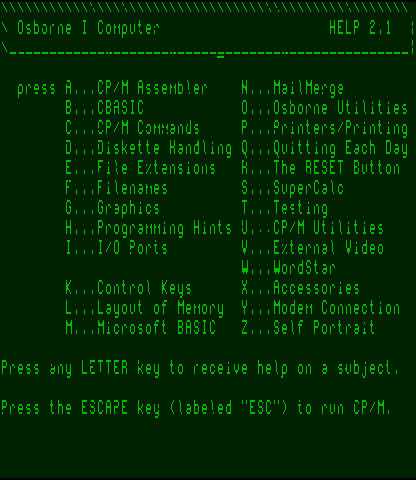 \ Osborne I Computer HELP 2.1 ¦
press A...CP/M Assembler N...MailMerge
B...CBASIC O...Osborne Utilities
C...CP/M Commands P...Printers/Printing
D...Diskette Handling Q...Quitting Each Day
E...File Extensions R...The RESET Button
F...Filenames S...SuperCalc
G...Graphics T...Testing
H...Programming Hints U...CP/M Utilities
I...I/O Ports V...External Video
W...WordStar
K...Control Keys X...Accessories
L...Layout of Memory Y...Modem Connection
M...Microsoft BASIC Z...Self Portrait
Press any LETTER key to receive help on a subject.
Press the ESCAPE key (labeled "ESC") to run CP/M.